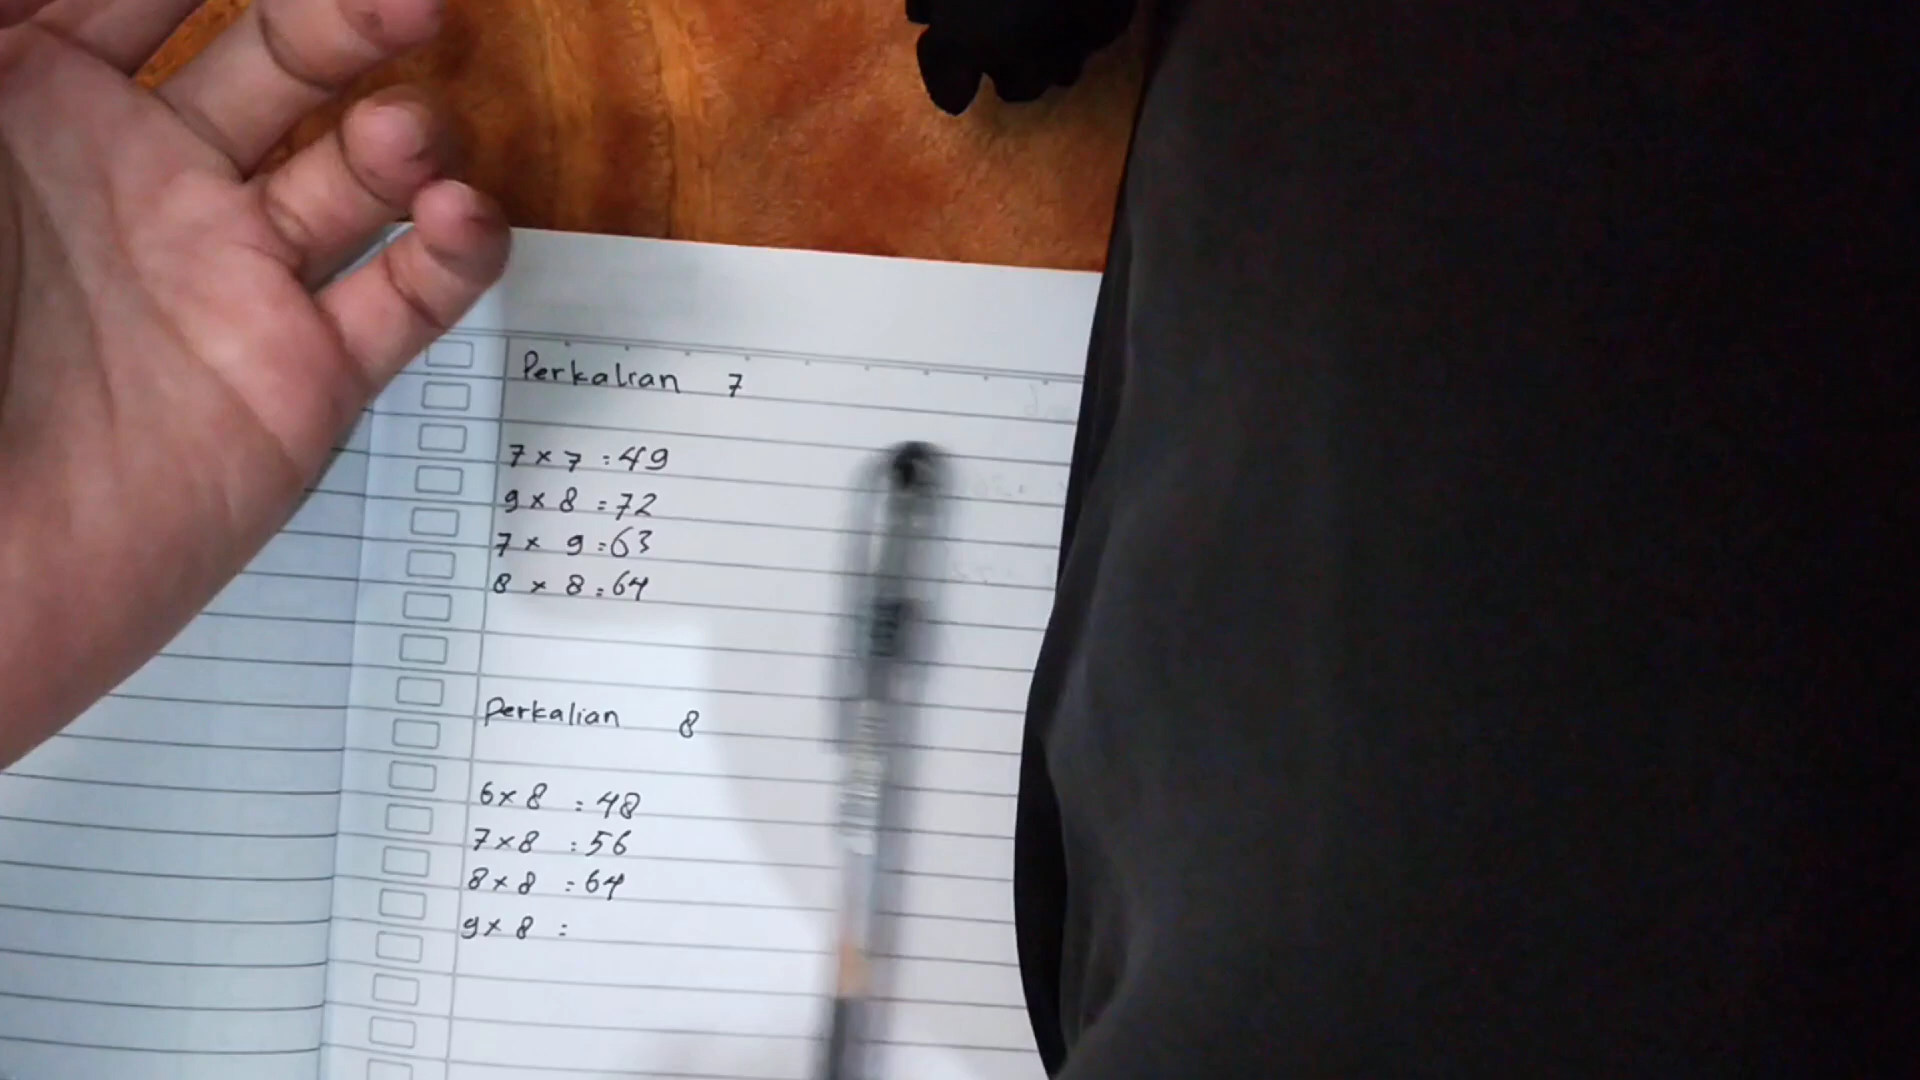 Perkalian 7
7 x 7 : 49
9 x 8 = 72
7 x 9 = 63
8 x 8 = 64
Perkalian 8
6 x 8 : 48
7 x 8 : 56
8 x 8 = 64
9 x 8 :